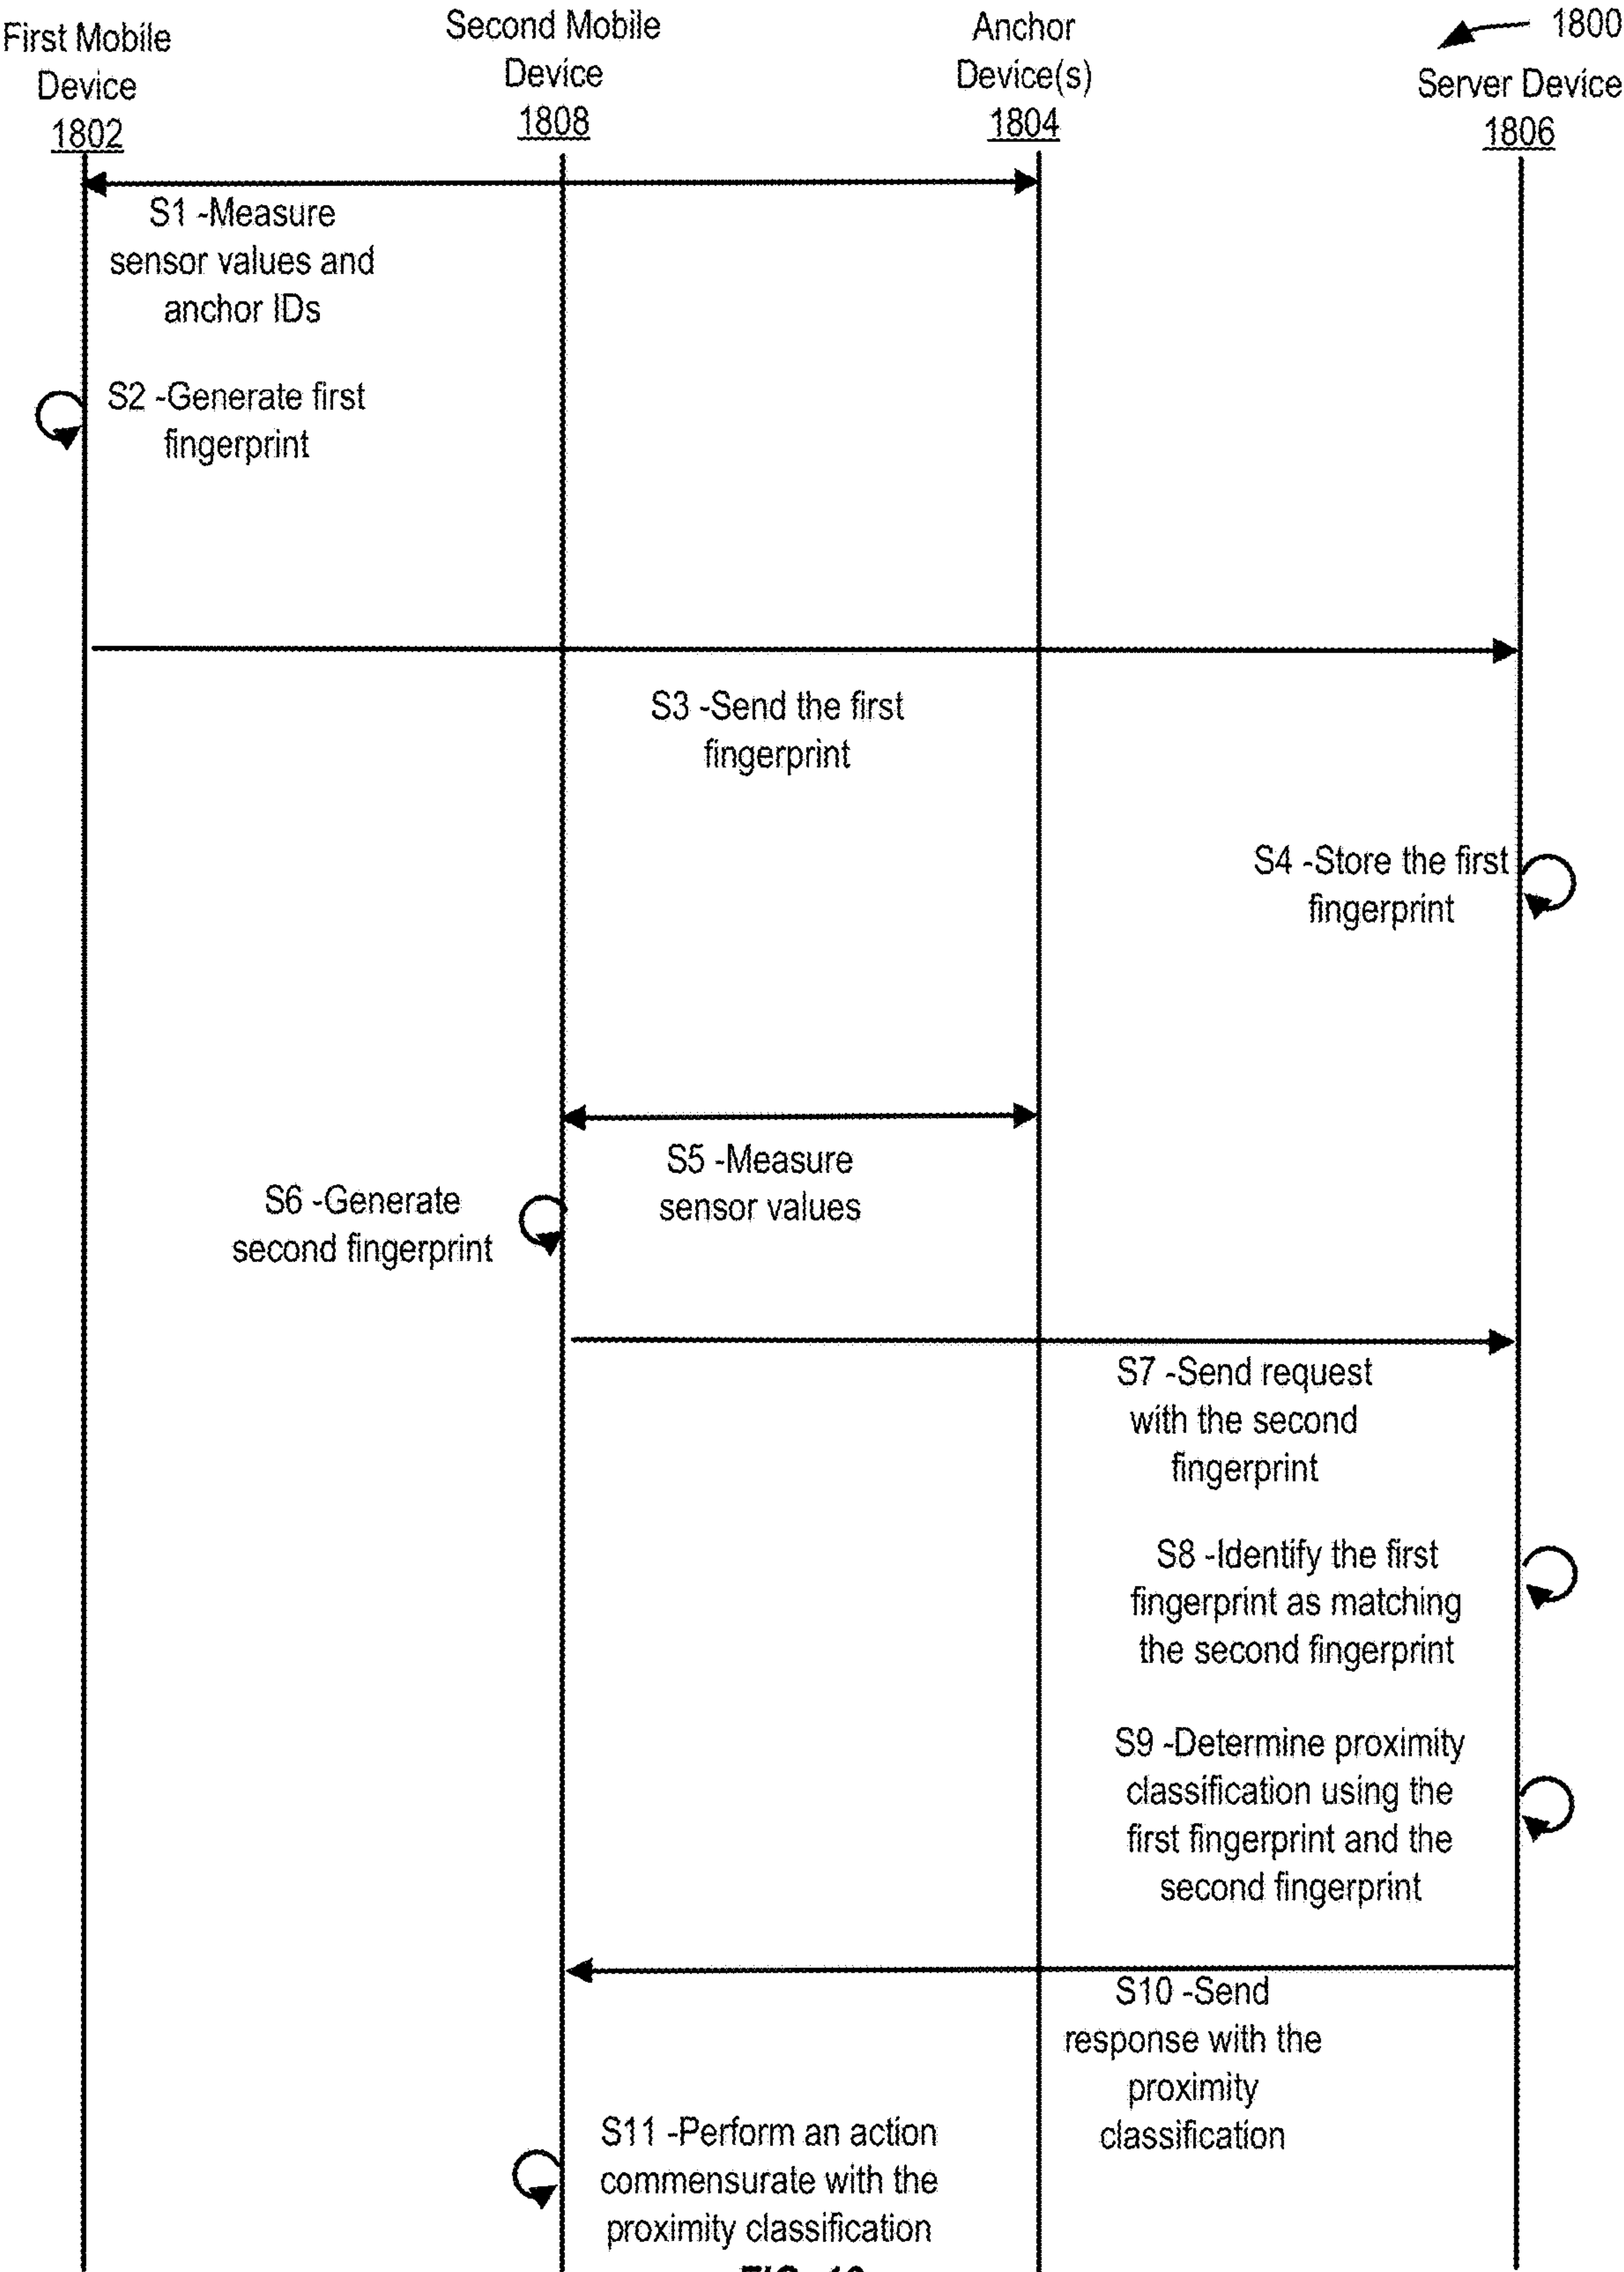 First Mobile
Device
1802
Second Mobile
Device
1808
Anchor
Device(s)
1804
1800
Server Device
1806
S1 -Measure
sensor values and
anchor IDs
S2 -Generate first
fingerprint
S3 -Send the first
fingerprint
S4 -Store the first
fingerprint
S5 -Measure
sensor values
S6 -Generate
second fingerprint
S7 -Send request
with the second
fingerprint
S8 -Identify the first
fingerprint as matching
the second fingerprint
S9 -Determine proximity
classification using the
first fingerprint and the
second fingerprint
S10 -Send
response with the
proximity
classification
S11 -Perform an action
commensurate with the
proximity classification